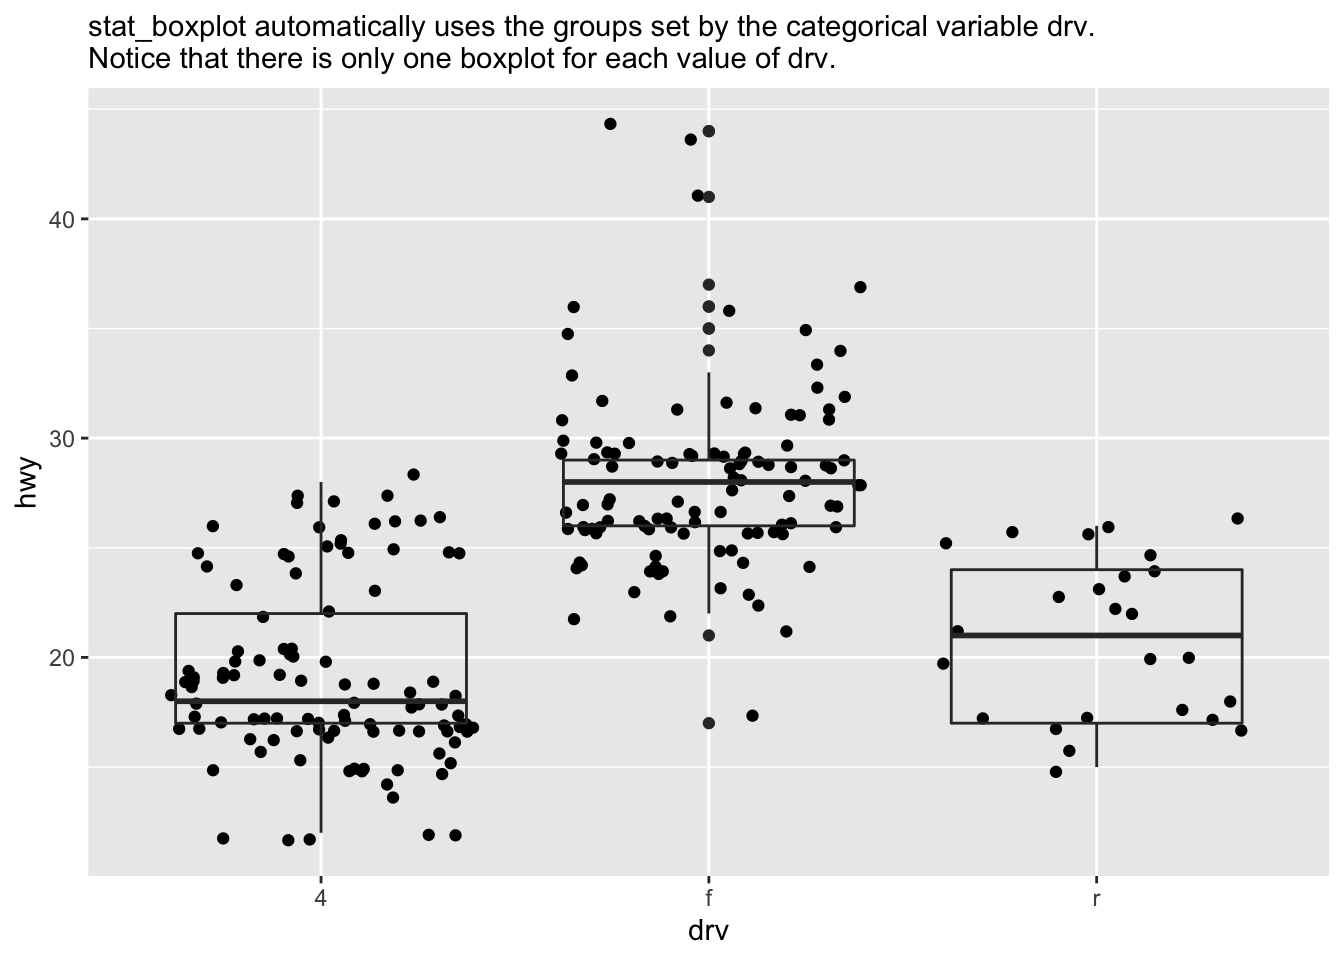 stat_boxplot automatically uses the groups set by the categorical variable drv.
Notice that there is only one boxplot for each value of drv.
40
30
20
hwy
4
f
r
drv